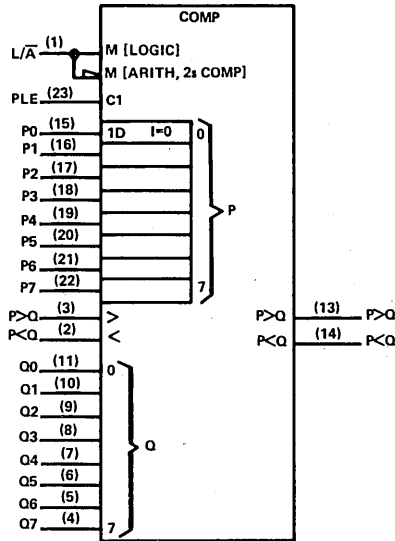 COMP
L/A̅ (1) M [LOGIC]
M [ARITH, 2s COMP]
PLE (23) C1
P0 (15) 1D I=0 0
P1 (16)
P2 (17)
P3 (18)
P4 (19) P
P5 (20)
P6 (21)
P7 (22) 7
P>Q (3) > P>Q (13) P>Q
P<Q (2) < P<Q (14) P<Q
Q0 (11) 0
Q1 (10)
Q2 (9)
Q3 (8)
Q4 (7) Q
Q5 (6)
Q6 (5)
Q7 (4) 7